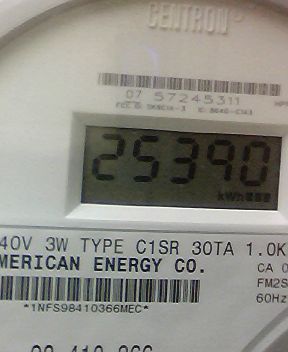 CENTRON®
07 57245311
25390
kWh
40V 3W TYPE C1SR 30TA 1.0K
MERICAN ENERGY CO.
CA 0
FM2S
60Hz
*1NFS98410366MEC*